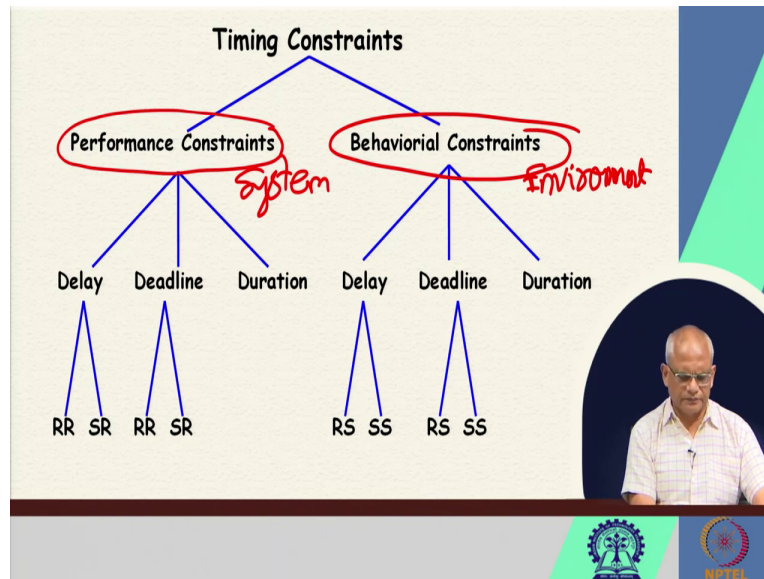 Timing Constraints
Performance Constraints Behaviorial Constraints
System Enviroment
Delay Deadline Duration Delay Deadline Duration
RR SR RR SR RS SS RS SS
NPTEL